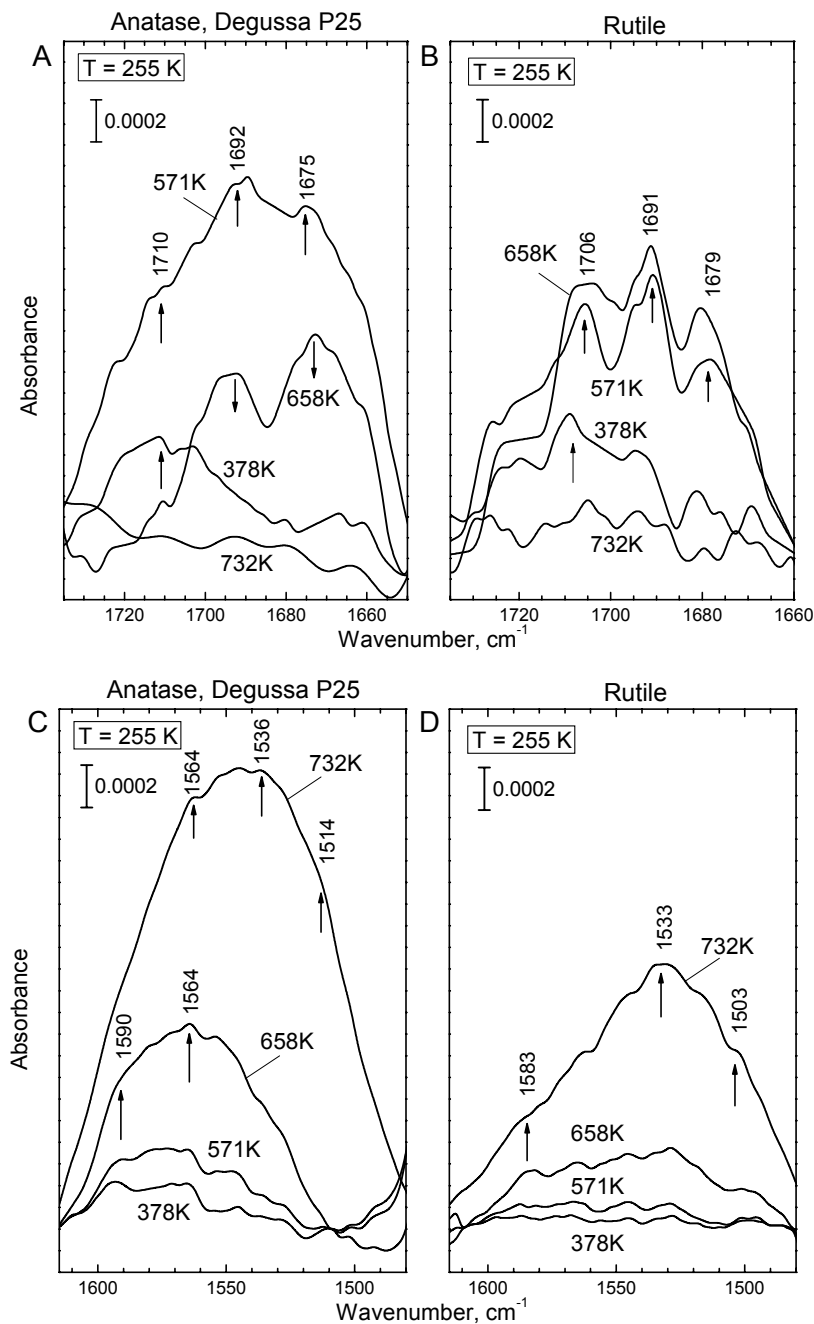 Anatase, Degussa P25
A
T = 255 K
0.0002
571K
1710
1692
1675
658K
378K
732K
1720 1700 1680 1660
Rutile
B
T = 255 K
0.0002
658K
1706
1691
1679
571K
378K
732K
1720 1700 1680 1660
Absorbance
Wavenumber, cm⁻¹
Anatase, Degussa P25
C
T = 255 K
0.0002
1564
1536
732K
1514
1590
1564
658K
571K
378K
1600 1550 1500
Rutile
D
T = 255 K
0.0002
1533
732K
1503
1583
658K
571K
378K
1600 1550 1500
Absorbance
Wavenumber, cm⁻¹